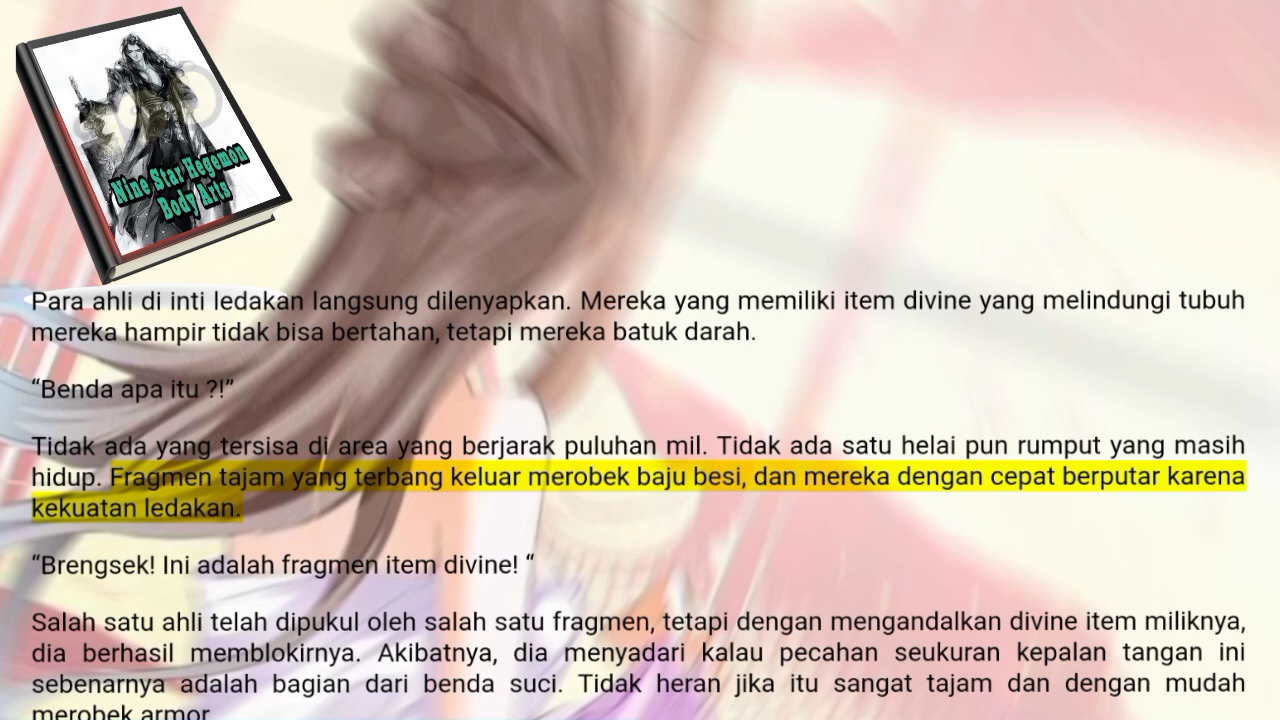 Nine Star Hegemon
Body Arts
Para ahli di inti ledakan langsung dilenyapkan. Mereka yang memiliki item divine yang melindungi tubuh
mereka hampir tidak bisa bertahan, tetapi mereka batuk darah.
“Benda apa itu ?!”
Tidak ada yang tersisa di area yang berjarak puluhan mil. Tidak ada satu helai pun rumput yang masih
hidup. Fragmen tajam yang terbang keluar merobek baju besi, dan mereka dengan cepat berputar karena
kekuatan ledakan.
“Brengsek! Ini adalah fragmen item divine! “
Salah satu ahli telah dipukul oleh salah satu fragmen, tetapi dengan mengandalkan divine item miliknya,
dia berhasil memblokirnya. Akibatnya, dia menyadari kalau pecahan seukuran kepalan tangan ini
sebenarnya adalah bagian dari benda suci. Tidak heran jika itu sangat tajam dan dengan mudah
merobek armor